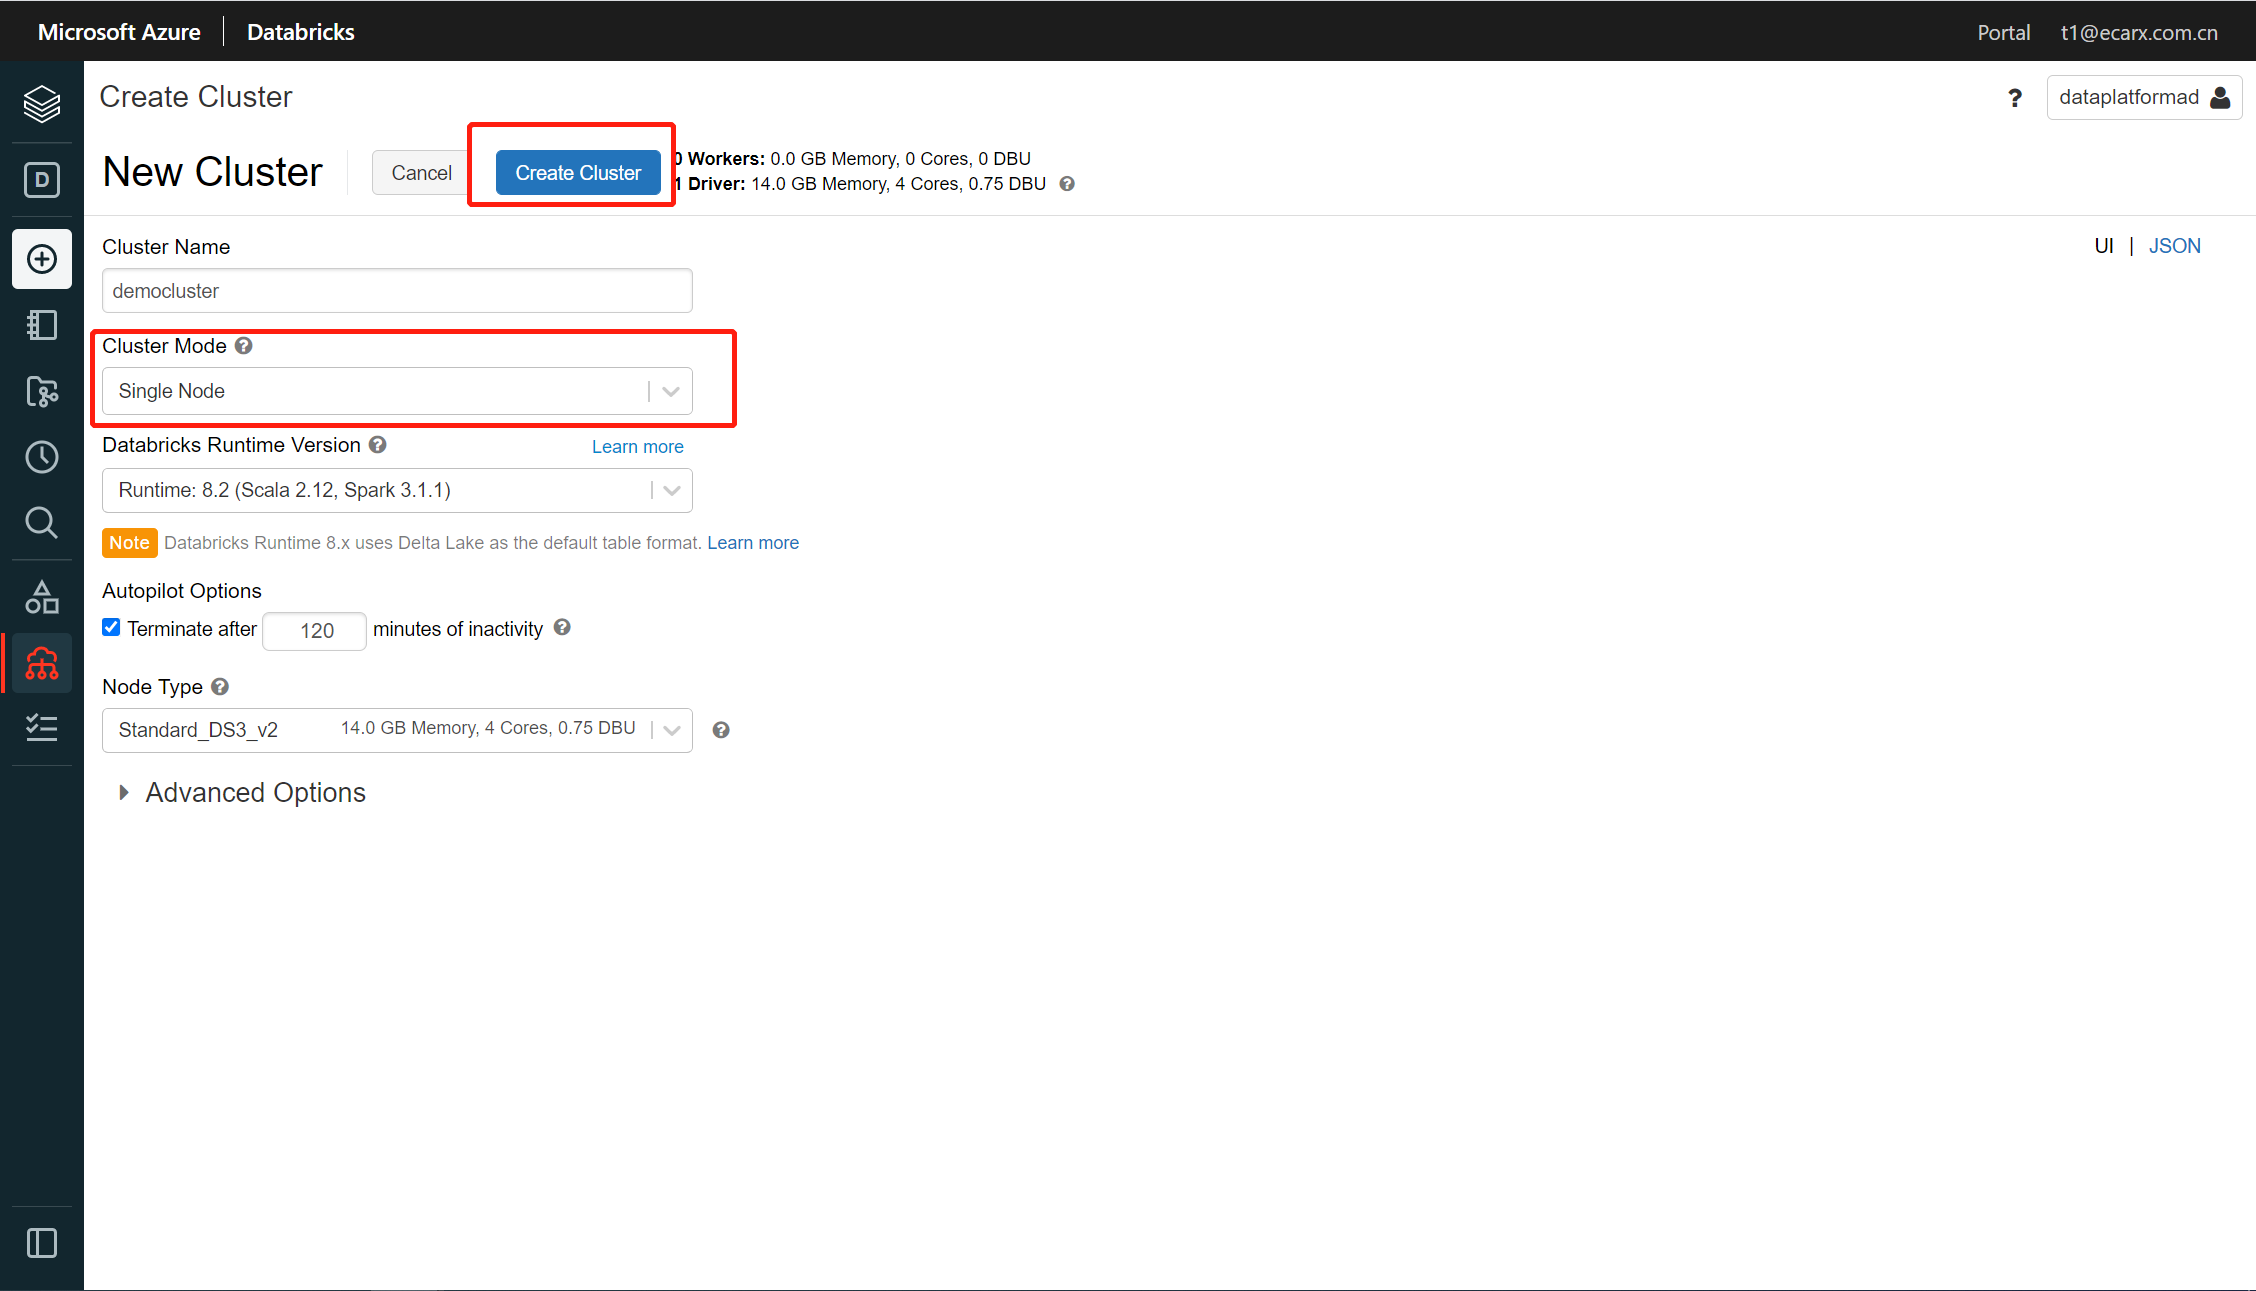 Microsoft Azure | Databricks
Portal t1@ecarx.com.cn
Create Cluster
? dataplatformad
D
New Cluster
Cancel
Create Cluster
0 Workers: 0.0 GB Memory, 0 Cores, 0 DBU
1 Driver: 14.0 GB Memory, 4 Cores, 0.75 DBU ?
Cluster Name
UI | JSON
democluster
Cluster Mode ?
Single Node
Databricks Runtime Version ? Learn more
Runtime: 8.2 (Scala 2.12, Spark 3.1.1)
Note Databricks Runtime 8.x uses Delta Lake as the default table format. Learn more
Autopilot Options
Terminate after 120 minutes of inactivity ?
Node Type ?
Standard_DS3_v2 14.0 GB Memory, 4 Cores, 0.75 DBU ?
Advanced Options